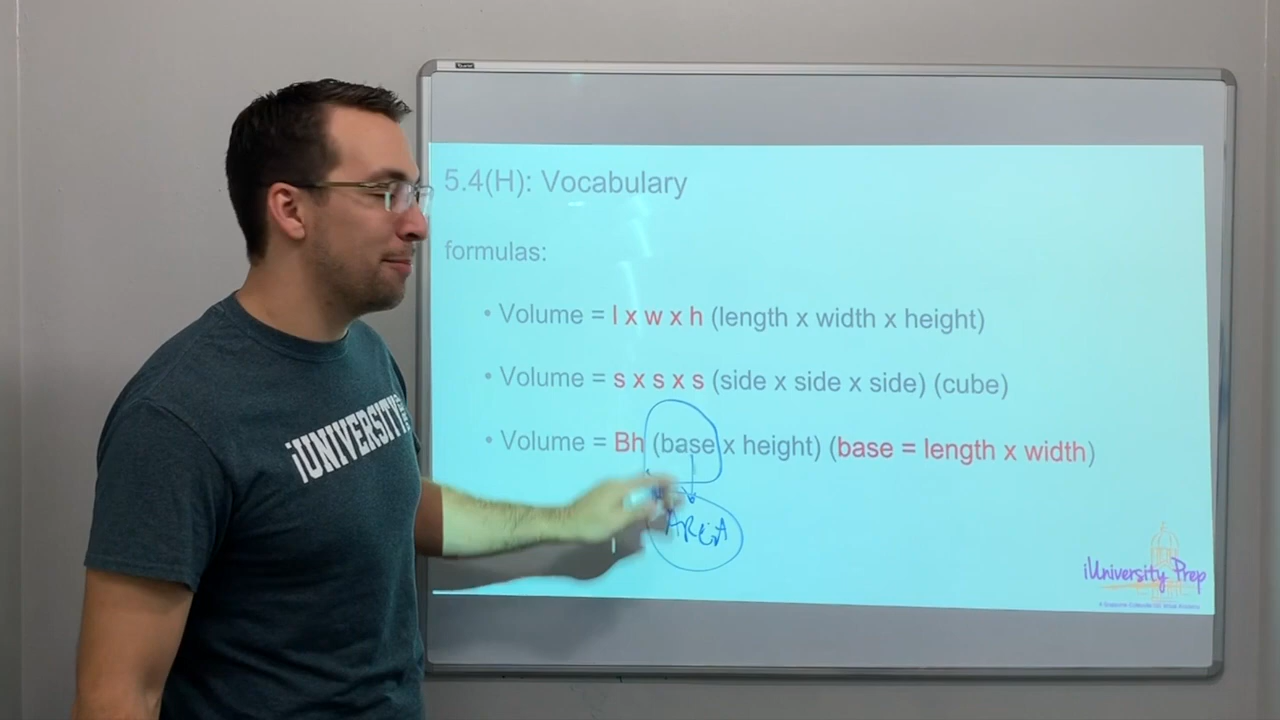 5.4(H): Vocabulary
formulas:
• Volume = l x w x h (length x width x height)
• Volume = s x s x s (side x side x side) (cube)
• Volume = Bh (base x height) (base = length x width)
AREA
iUNIVERSITY
iUniversity Prep